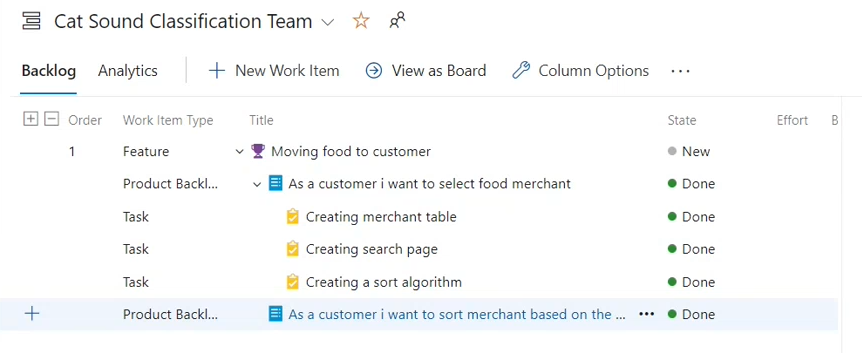 Cat Sound Classification Team
Backlog Analytics New Work Item View as Board Column Options ...
Order Work Item Type Title State Effort B
1 Feature Moving food to customer New
Product Backl... As a customer i want to select food merchant Done
Task Creating merchant table Done
Task Creating search page Done
Task Creating a sort algorithm Done
Product Backl... As a customer i want to sort merchant based on the ... ... Done